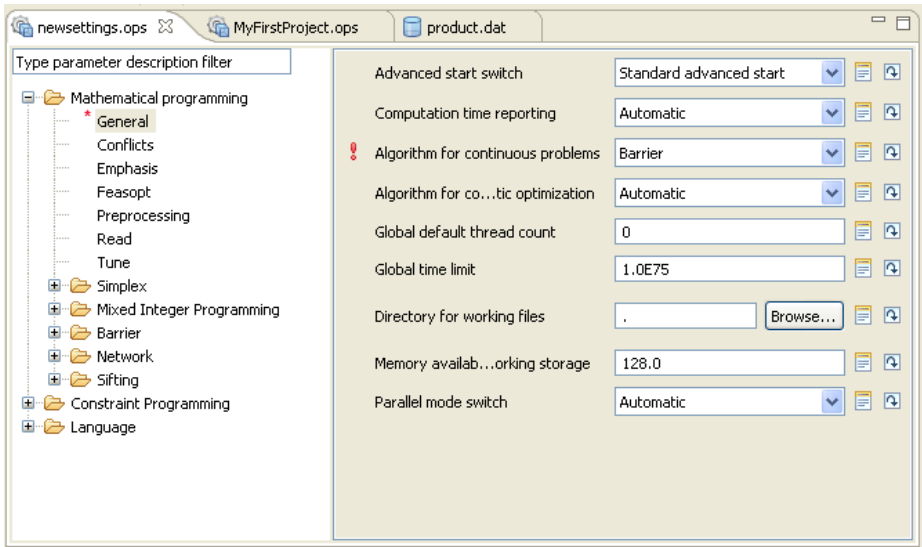 newsettings.ops MyFirstProject.ops product.dat
Type parameter description filter
Mathematical programming
* General
Conflicts
Emphasis
Feasopt
Preprocessing
Read
Tune
Simplex
Mixed Integer Programming
Barrier
Network
Sifting
Constraint Programming
Language
Advanced start switch Standard advanced start
Computation time reporting Automatic
! Algorithm for continuous problems Barrier
Algorithm for co...tic optimization Automatic
Global default thread count 0
Global time limit 1.0E75
Directory for working files . Browse...
Memory availab...orking storage 128.0
Parallel mode switch Automatic